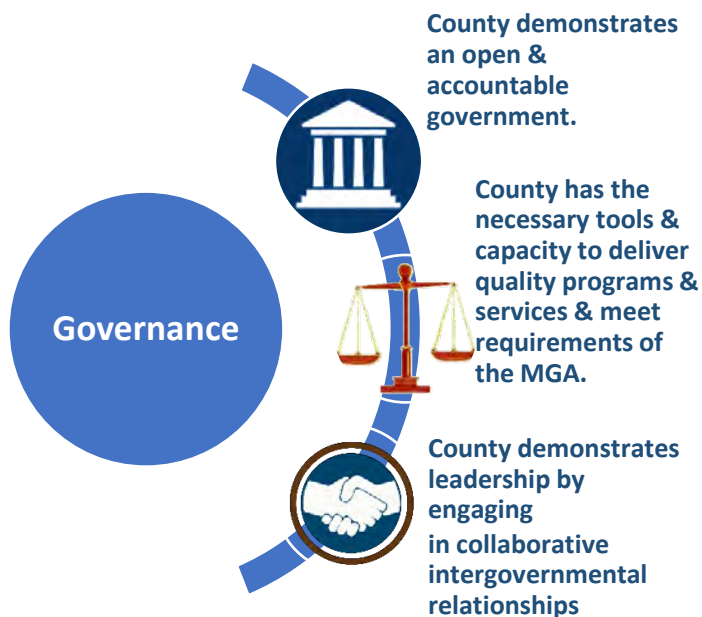 County demonstrates
an open &
accountable
government.
County has the
necessary tools &
capacity to deliver
quality programs &
services & meet
requirements of
the MGA.
Governance
County demonstrates
leadership by
engaging
in collaborative
intergovernmental
relationships